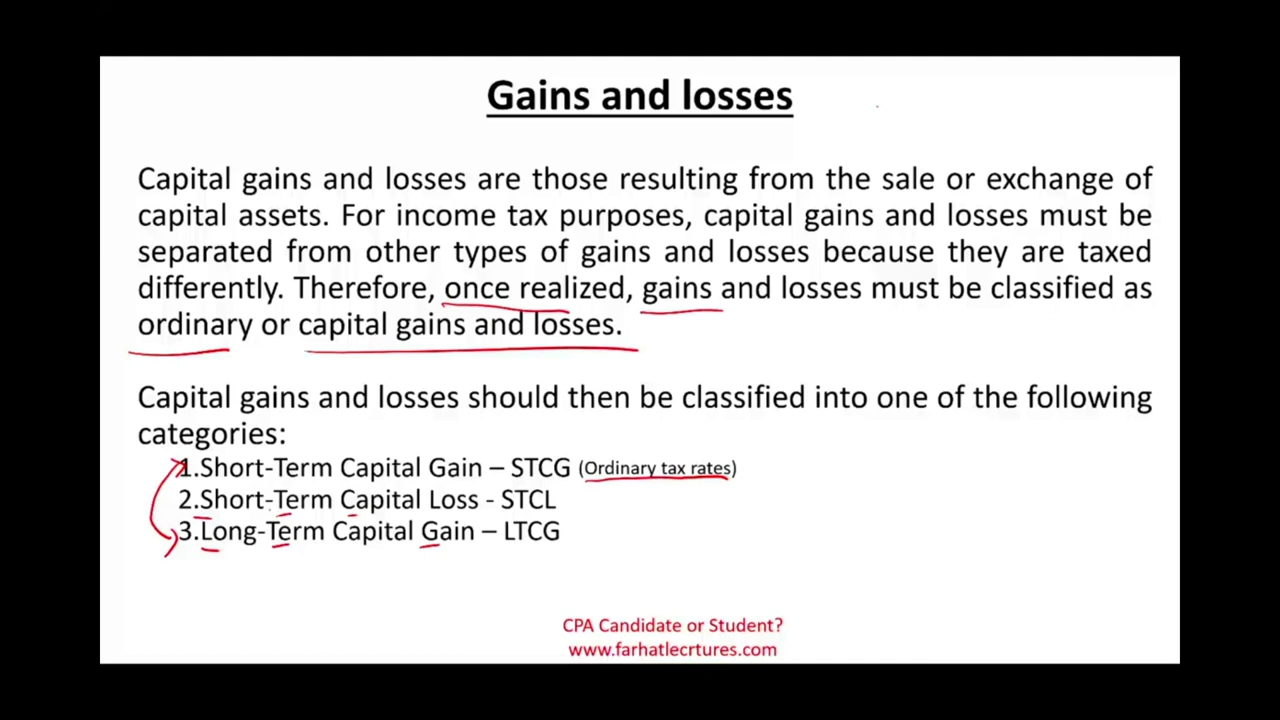 Gains and losses
Capital gains and losses are those resulting from the sale or exchange of
capital assets. For income tax purposes, capital gains and losses must be
separated from other types of gains and losses because they are taxed
differently. Therefore, once realized, gains and losses must be classified as
ordinary or capital gains and losses.
Capital gains and losses should then be classified into one of the following
categories:
1.Short-Term Capital Gain – STCG (Ordinary tax rates)
2.Short-Term Capital Loss - STCL
3.Long-Term Capital Gain – LTCG
CPA Candidate or Student?
www.farhatlecrtures.com